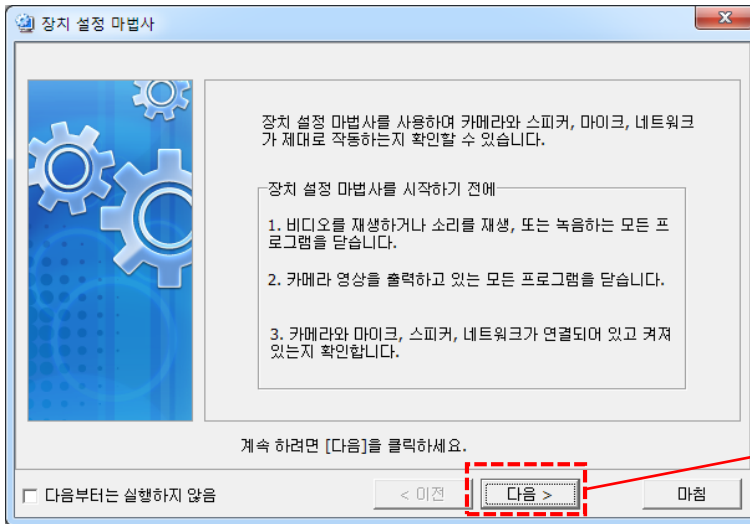 장치 설정 마법사
장치 설정 마법사를 사용하여 카메라와 스피커, 마이크, 네트워크
가 제대로 작동하는지 확인할 수 있습니다.
장치 설정 마법사를 시작하기 전에
1. 비디오를 재생하거나 소리를 재생, 또는 녹음하는 모든 프
로그램을 닫습니다.
2. 카메라 영상을 출력하고 있는 모든 프로그램을 닫습니다.
3. 카메라와 마이크, 스피커, 네트워크가 연결되어 있고 켜져
있는지 확인합니다.
계속 하려면 [다음]을 클릭하세요.
다음부터는 실행하지 않음
< 이전
다음 >
마침